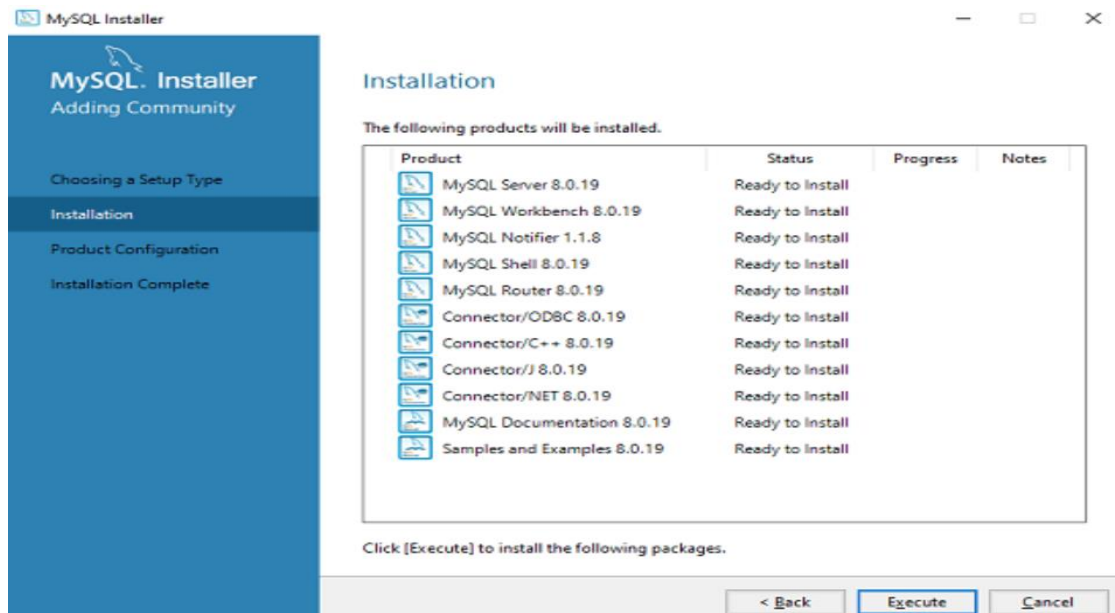 MySQL Installer
MySQL. Installer
Adding Community
Choosing a Setup Type
Installation
Product Configuration
Installation Complete
Installation
The following products will be installed.
Product Status Progress Notes
MySQL Server 8.0.19 Ready to Install
MySQL Workbench 8.0.19 Ready to Install
MySQL Notifier 1.1.8 Ready to Install
MySQL Shell 8.0.19 Ready to Install
MySQL Router 8.0.19 Ready to Install
Connector/ODBC 8.0.19 Ready to Install
Connector/C++ 8.0.19 Ready to Install
Connector/J 8.0.19 Ready to Install
Connector/NET 8.0.19 Ready to Install
MySQL Documentation 8.0.19 Ready to Install
Samples and Examples 8.0.19 Ready to Install
Click [Execute] to install the following packages.
< Back Execute Cancel